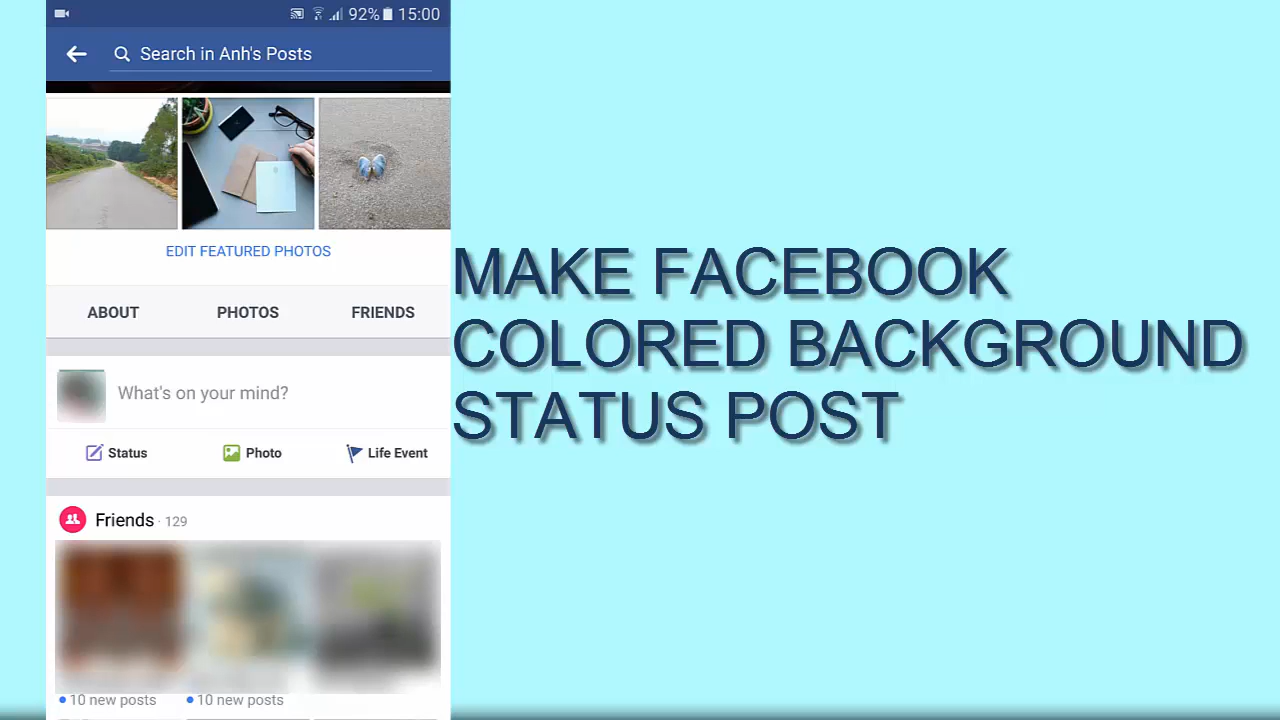 92% 15:00
Search in Anh's Posts
EDIT FEATURED PHOTOS
ABOUT PHOTOS FRIENDS
What's on your mind?
Status Photo Life Event
Friends · 129
10 new posts 10 new posts
MAKE FACEBOOK
COLORED BACKGROUND
STATUS POST